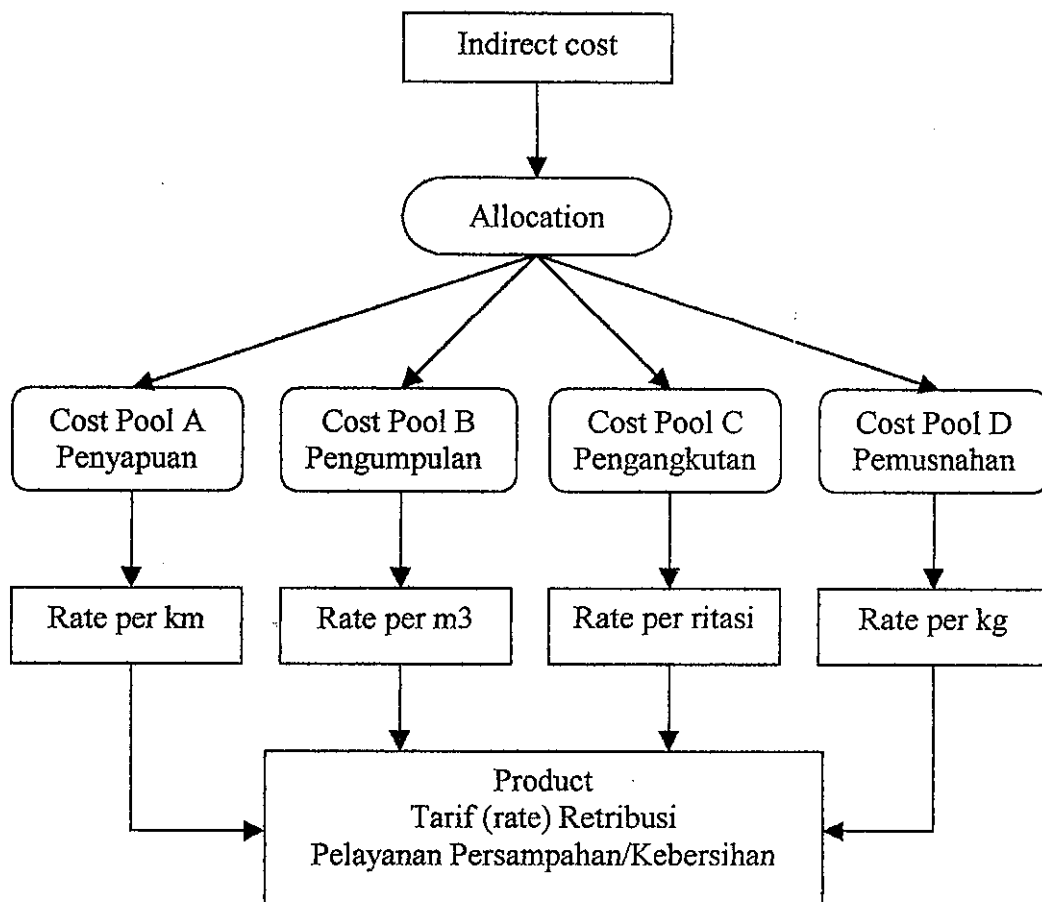 Indirect cost
Allocation
Cost Pool A
Penyapuan
Cost Pool B
Pengumpulan
Cost Pool C
Pengangkutan
Cost Pool D
Pemusnahan
Rate per km
Rate per m3
Rate per ritasi
Rate per kg
Product
Tarif (rate) Retribusi
Pelayanan Persampahan/Kebersihan